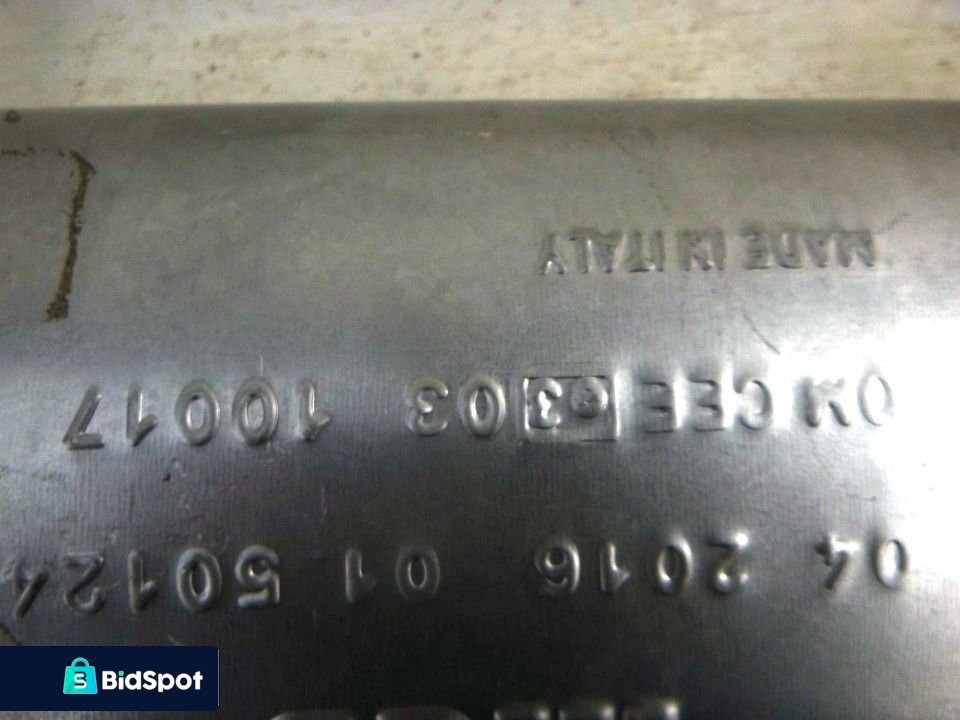 04 2016 01 50124
OM CEE e3 03 10017
MADE IN ITALY
BidSpot